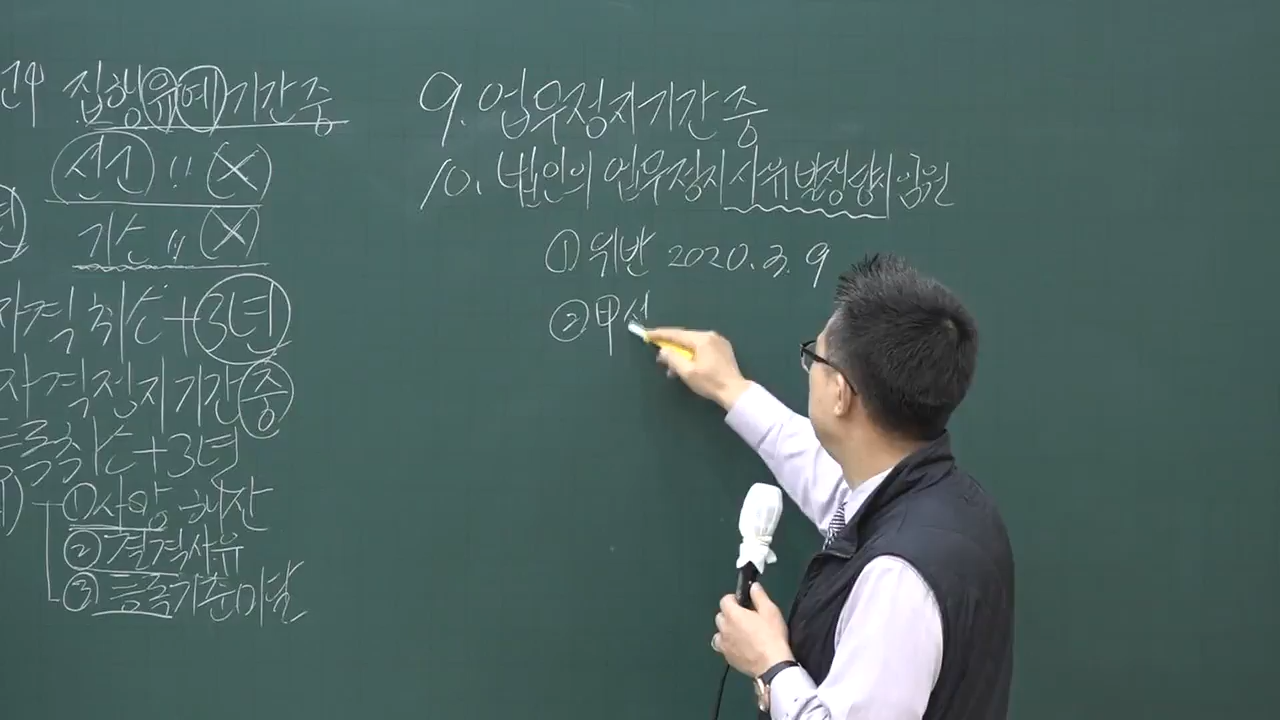 집행유예기간중
선신 〃 X
기소 〃 X
자격취소+3년
자격정지기간중
등록취소+3년
①사망·해산
②결격사유
③등록기준미달
9. 업무정지기간중
10. 법인의 업무정지사유발생당시임원
① 위반 2020. 3. 9
② 甲선